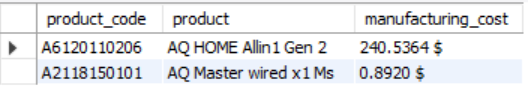 product_code product manufacturing_cost
A6120110206 AQ HOME Allin1 Gen 2 240.5364 $
A2118150101 AQ Master wired x1 Ms 0.8920 $